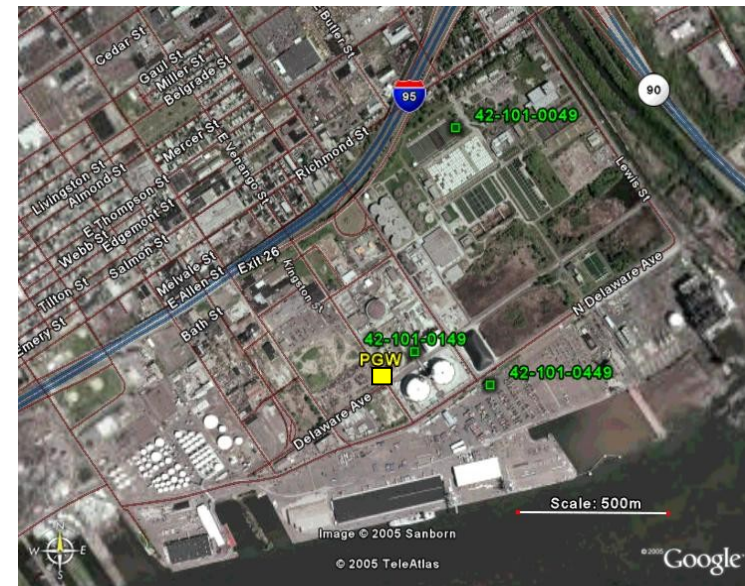 Cedar St
E Butler St
Gaul St
Miller St
Belgrade St
95
90
42-101-0049
Mercer St
E Venango St
Richmond St
Livingston St
Almond St
Lewis St
E Thompson St
Edgemont St
Webb St
Salmon St
Tilton St
Melvale St
E Allen St
Exit 26
Kingston St
N Delaware Ave
Emery St
Bath St
42-101-0149
PGW
42-101-0449
Delaware Ave
Scale: 500m
Image © 2005 Sanborn
© 2005 TeleAtlas
© 2005 Google
N
W
E
S